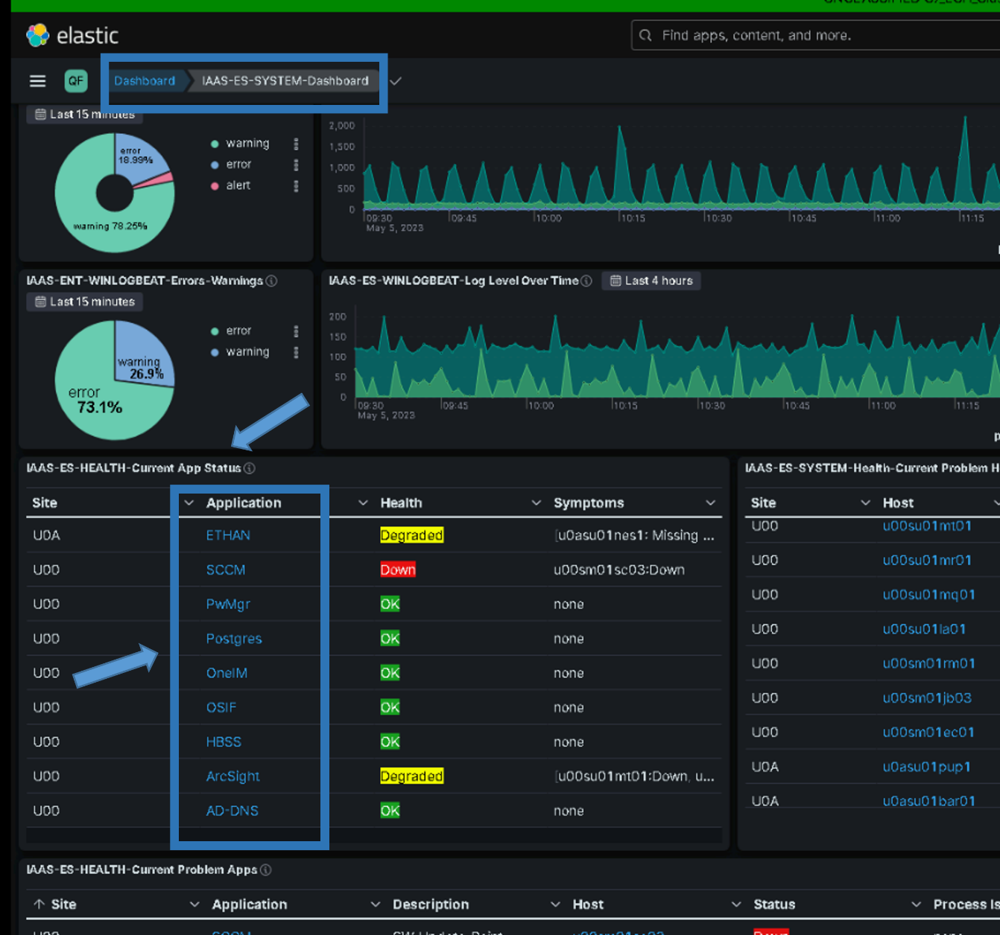 elastic
Find apps, content, and more.
QF
Dashboard
IAAS-ES-SYSTEM-Dashboard
Last 15 minutes
error
18.99%
warning 78.25%
warning
error
alert
2,000
1,500
1,000
500
0
09:30 09:45 10:00 10:15 10:30 10:45 11:00 11:15
May 5, 2023
IAAS-ENT-WINLOGBEAT-Errors-Warnings
Last 15 minutes
warning
26.9%
error
73.1%
error
warning
IAAS-ES-WINLOGBEAT-Log Level Over Time Last 4 hours
200
150
100
50
0
09:30 09:45 10:00 10:15 10:30 10:45 11:00 11:15
May 5, 2023
IAAS-ES-HEALTH-Current App Status
Site Application Health Symptoms
U0A ETHAN Degraded [u0asu01nes1: Missing ...
U00 SCCM Down u00sm01sc03:Down
U00 PwMgr OK none
U00 Postgres OK none
U00 OneIM OK none
U00 OSIF OK none
U00 HBSS OK none
U00 ArcSight Degraded [u00su01mt01:Down, u...
U00 AD-DNS OK none
IAAS-ES-SYSTEM-Health-Current Problem H
Site Host
U00 u00su01mt01
U00 u00su01mr01
U00 u00su01mq01
U00 u00su01la01
U00 u00sm01rm01
U00 u00sm01jb03
U00 u00sm01ec01
U0A u0asu01pup1
U0A u0asu01bar01
IAAS-ES-HEALTH-Current Problem Apps
Site Application Description Host Status Process Is